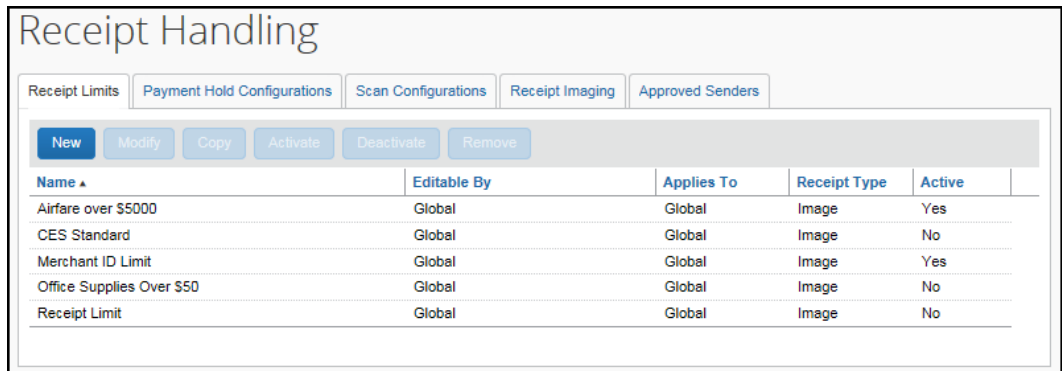 Receipt Handling
Receipt Limits Payment Hold Configurations Scan Configurations Receipt Imaging Approved Senders
New Modify Copy Activate Deactivate Remove
Name Editable By Applies To Receipt Type Active
Airfare over $5000 Global Global Image Yes
CES Standard Global Global Image No
Merchant ID Limit Global Global Image Yes
Office Supplies Over $50 Global Global Image No
Receipt Limit Global Global Image No